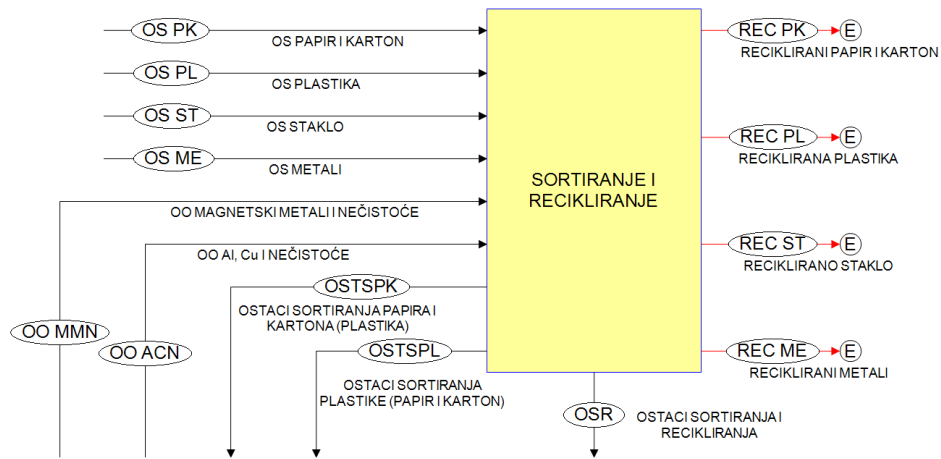 OS PK
OS PAPIR I KARTON
OS PL
OS PLASTIKA
OS ST
OS STAKLO
OS ME
OS METALI
OO MAGNETSKI METALI I NEČISTOĆE
OO Al, Cu I NEČISTOĆE
OO MMN
OO ACN
OSTSPK
OSTACI SORTIRANJA PAPIRA I
KARTONA (PLASTIKA)
OSTSPL
OSTACI SORTIRANJA
PLASTIKE (PAPIR I KARTON)
SORTIRANJE I
RECIKLIRANJE
OSR
OSTACI SORTIRANJA I
RECIKLIRANJA
REC PK
E
RECIKLIRANI PAPIR I KARTON
REC PL
E
RECIKLIRANA PLASTIKA
REC ST
E
RECIKLIRANO STAKLO
REC ME
E
RECIKLIRANI METALI